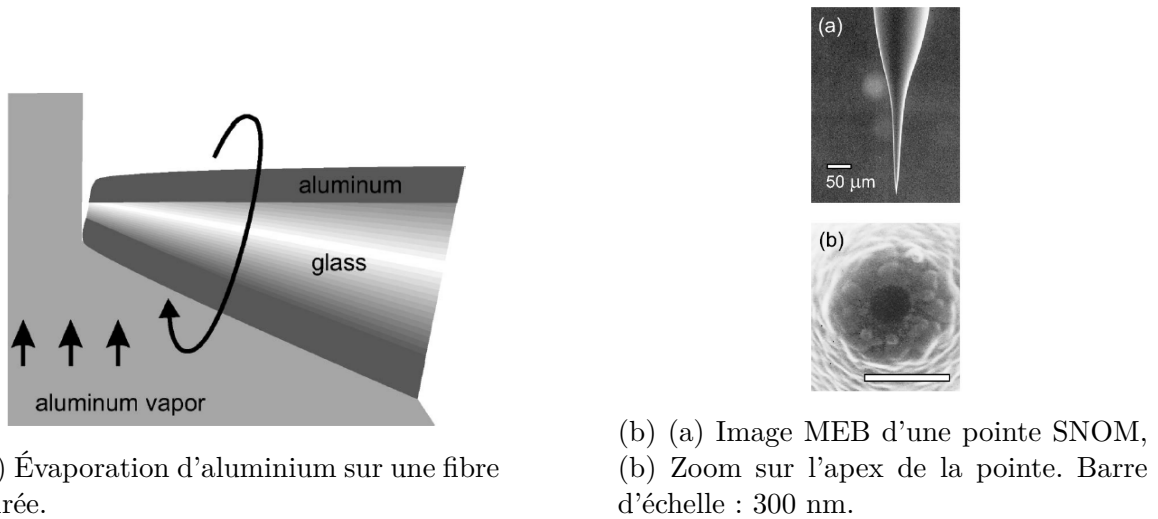 aluminum
glass
aluminum vapor
) Évaporation d'aluminium sur une fibre
rée.
(a)
50 µm
(b)
(b) (a) Image MEB d'une pointe SNOM,
(b) Zoom sur l'apex de la pointe. Barre
d'échelle : 300 nm.